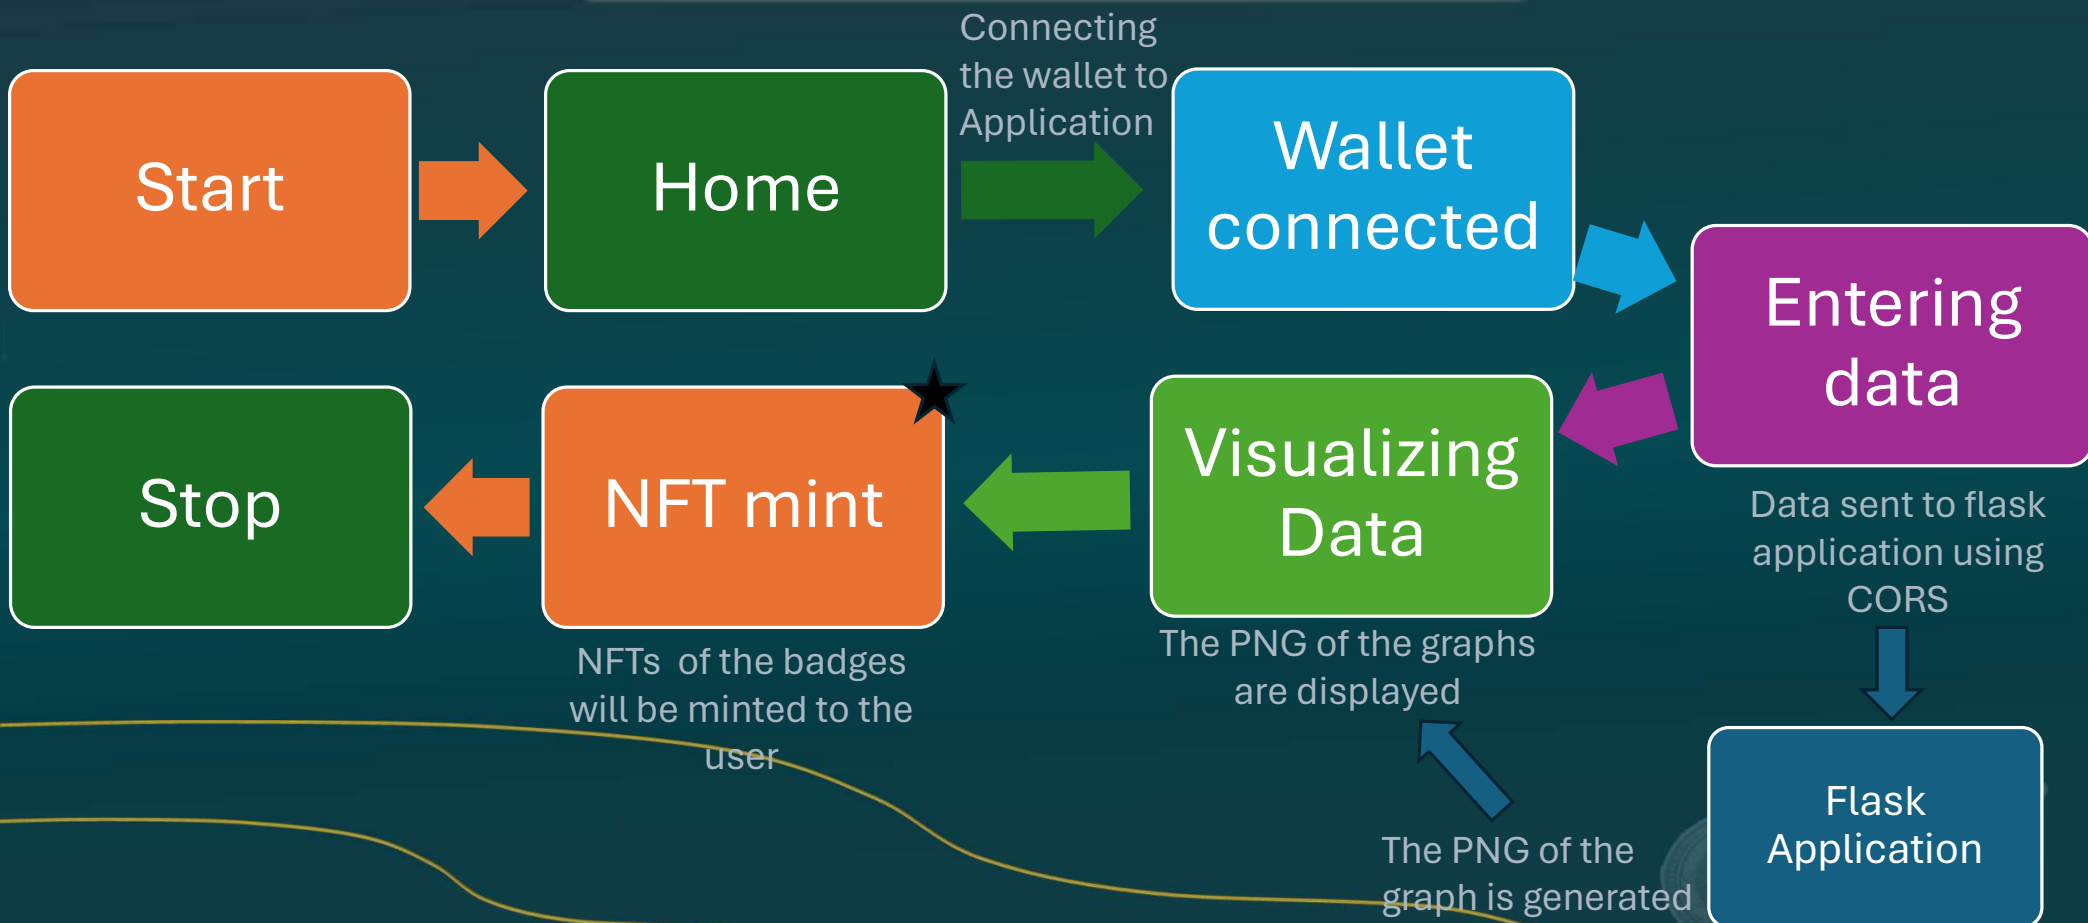 Start
Home
Connecting
the wallet to
Application
Wallet
connected
Entering
data
Data sent to flask
application using
CORS
Flask
Application
The PNG of the
graph is generated
Visualizing
Data
The PNG of the graphs
are displayed
NFT mint
NFTs  of the badges
will be minted to the
user
Stop